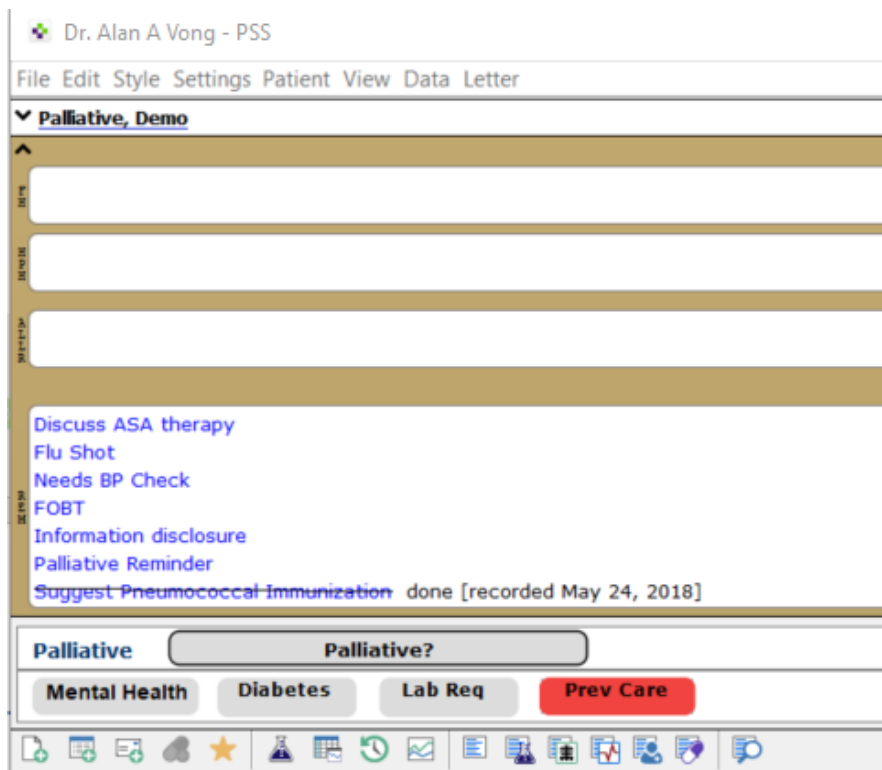 Dr. Alan A Vong - PSS
File Edit Style Settings Patient View Data Letter
Palliative, Demo
Discuss ASA therapy
Flu Shot
Needs BP Check
FOBT
Information disclosure
Palliative Reminder
Suggest Pneumococcal Immunization done [recorded May 24, 2018]
Palliative Palliative?
Mental Health Diabetes Lab Req Prev Care